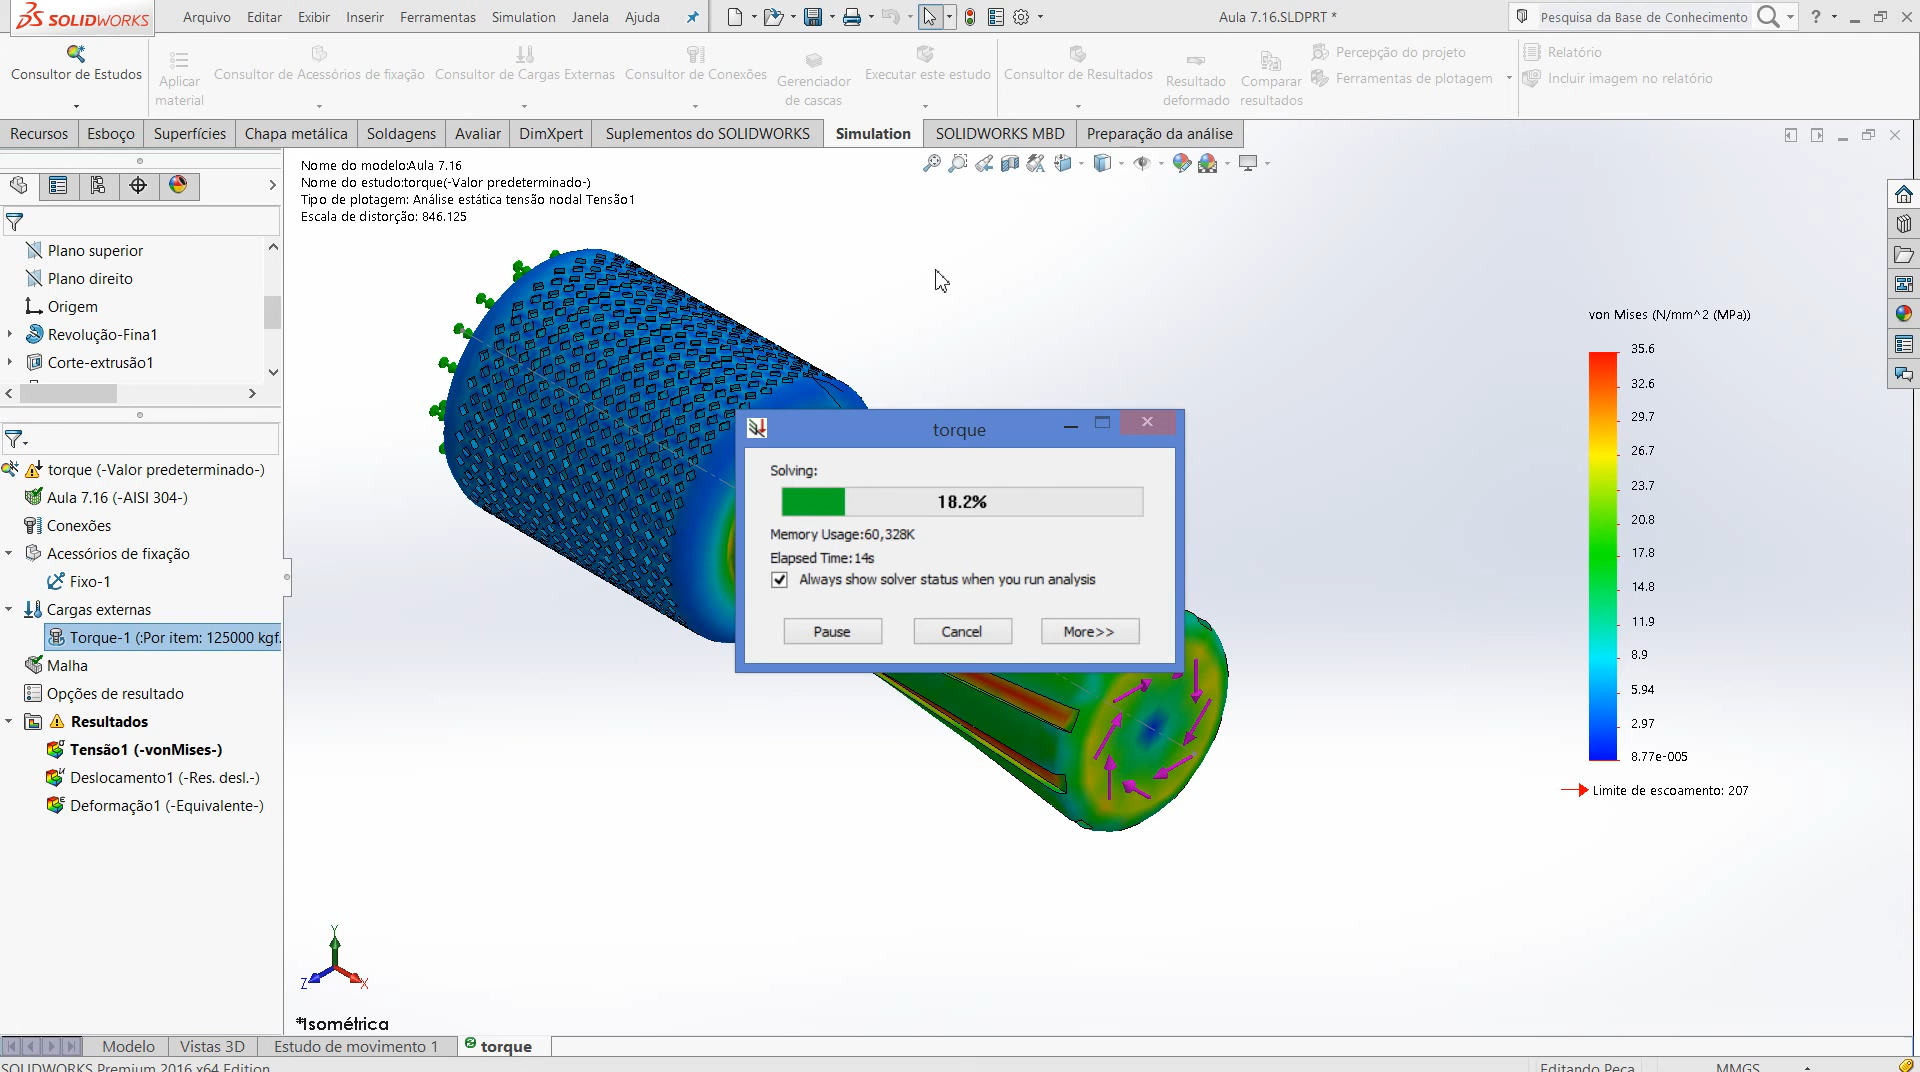 SOLIDWORKS
Arquivo Editar Exibir Inserir Ferramentas Simulation Janela Ajuda
Aula 7.16.SLDPRT *
Pesquisa da Base de Conhecimento
?
Consultor de Estudos
Aplicar material
Consultor de Acessórios de fixação
Consultor de Cargas Externas
Consultor de Conexões
Gerenciador de cascas
Executar este estudo
Consultor de Resultados
Resultado deformado
Comparar resultados
Percepção do projeto
Ferramentas de plotagem
Relatório
Incluir imagem no relatório
Recursos Esboço Superfícies Chapa metálica Soldagens Avaliar DimXpert Suplementos do SOLIDWORKS Simulation SOLIDWORKS MBD Preparação da análise
Nome do modelo:Aula 7.16
Nome do estudo:torque(-Valor predeterminado-)
Tipo de plotagem: Análise estática tensão nodal Tensão1
Escala de distorção: 846.125
Plano superior
Plano direito
Origem
Revolução-Fina1
Corte-extrusão1
torque (-Valor predeterminado-)
Aula 7.16 (-AISI 304-)
Conexões
Acessórios de fixação
Fixo-1
Cargas externas
Torque-1 (:Por item: 125000 kgf.
Malha
Opções de resultado
Resultados
Tensão1 (-vonMises-)
Deslocamento1 (-Res. desl.-)
Deformação1 (-Equivalente-)
torque
Solving:
18.2%
Memory Usage:60,328K
Elapsed Time:14s
Always show solver status when you run analysis
Pause Cancel More>>
von Mises (N/mm^2 (MPa))
35.6
32.6
29.7
26.7
23.7
20.8
17.8
14.8
11.9
8.9
5.94
2.97
8.77e-005
Limite de escoamento: 207
Y
Z
X
*Isométrica
Modelo Vistas 3D Estudo de movimento 1 torque
SOLIDWORKS Premium 2016 x64 Edition
Editando Peça
MMGS